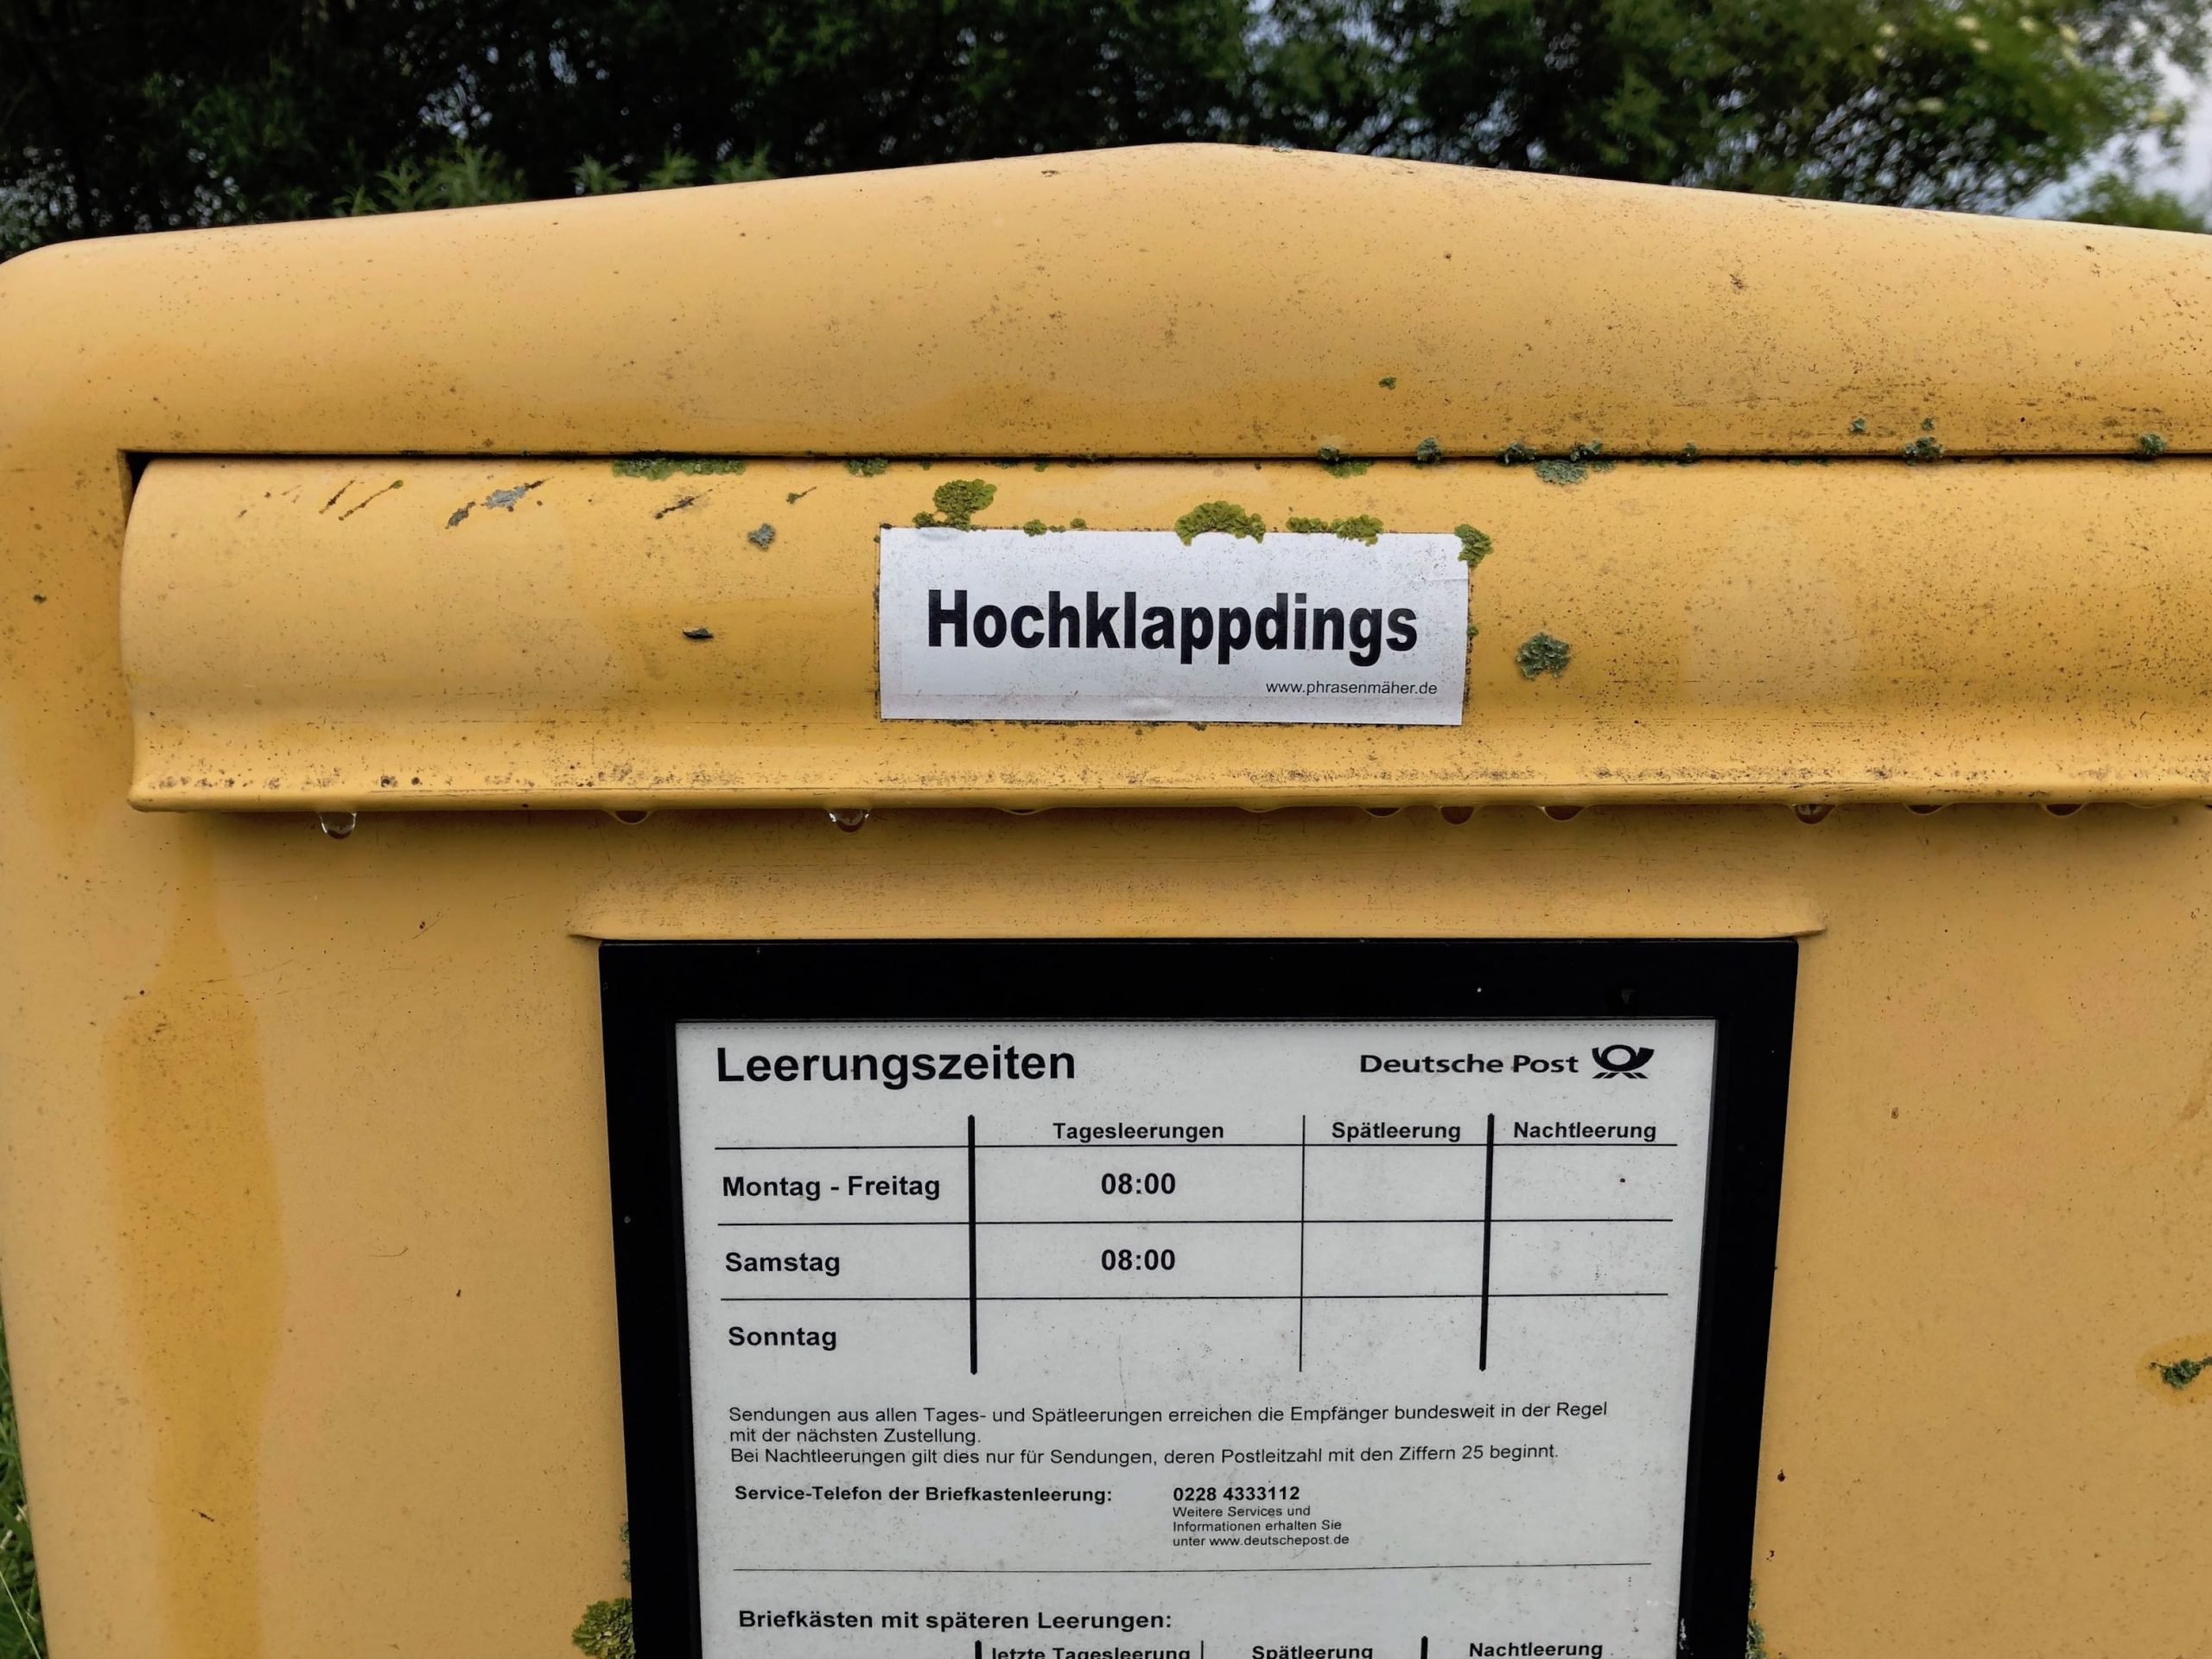 Hochklappdings
www.phrasenmäher.de
Leerungszeiten
Deutsche Post
Tagesleerungen Spätleerung Nachtleerung
Montag - Freitag 08:00
Samstag 08:00
Sonntag
Sendungen aus allen Tages- und Spätleerungen erreichen die Empfänger bundesweit in der Regel
mit der nächsten Zustellung.
Bei Nachtleerungen gilt dies nur für Sendungen, deren Postleitzahl mit den Ziffern 25 beginnt.
Service-Telefon der Briefkastenleerung: 0228 4333112
Weitere Services und
Informationen erhalten Sie
unter www.deutschepost.de
Briefkästen mit späteren Leerungen:
letzte Tagesleerung Spätleerung Nachtleerung